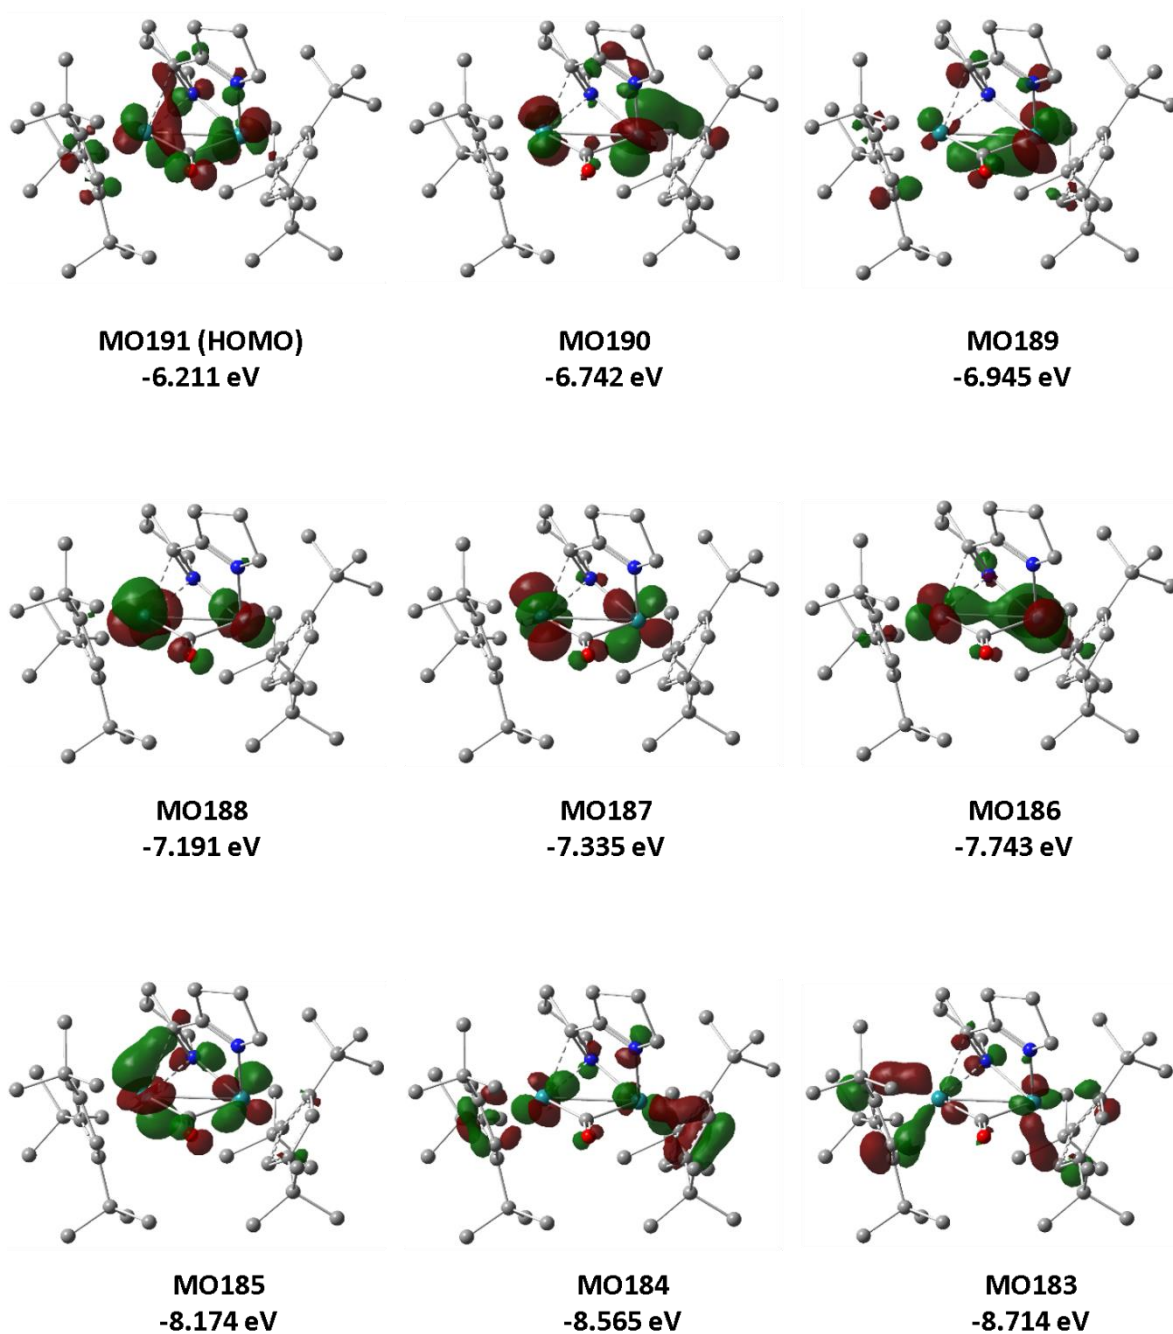 MO191 (HOMO)
-6.211 eV
MO190
-6.742 eV
MO189
-6.945 eV
MO188
-7.191 eV
MO187
-7.335 eV
MO186
-7.743 eV
MO185
-8.174 eV
MO184
-8.565 eV
MO183
-8.714 eV